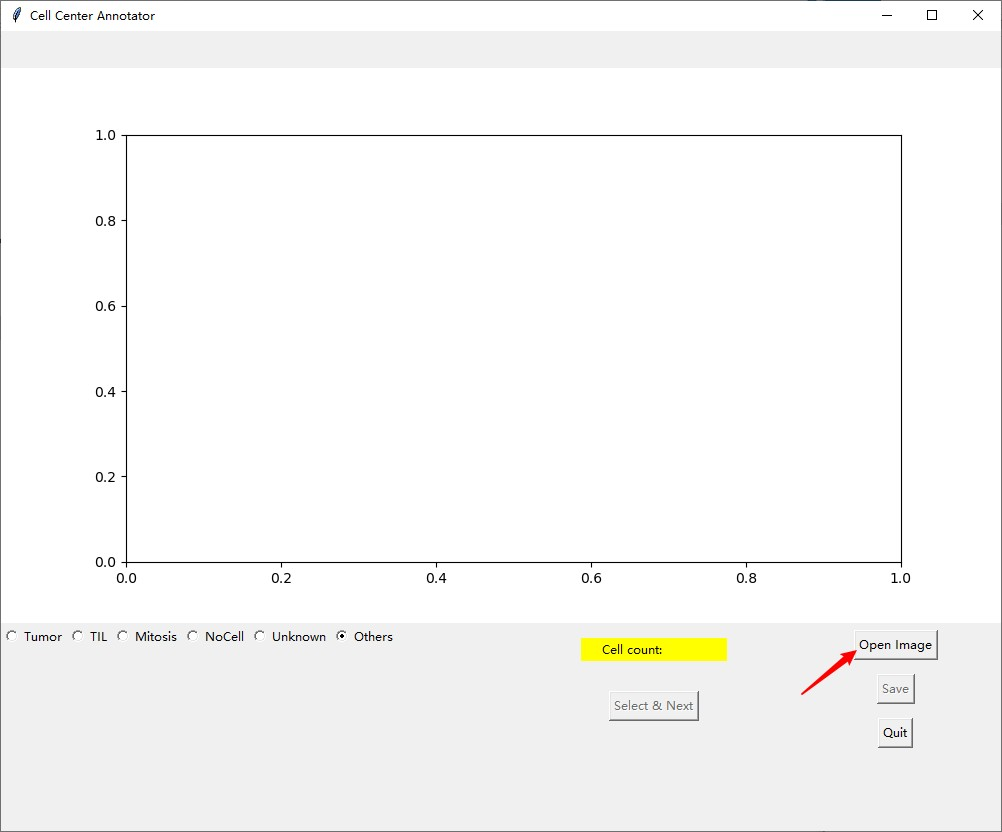 Cell Center Annotator
1.0
0.8
0.6
0.4
0.2
0.0
0.0 0.2 0.4 0.6 0.8 1.0
Tumor TIL Mitosis NoCell Unknown Others
Cell count:
Open Image
Save
Select & Next
Quit